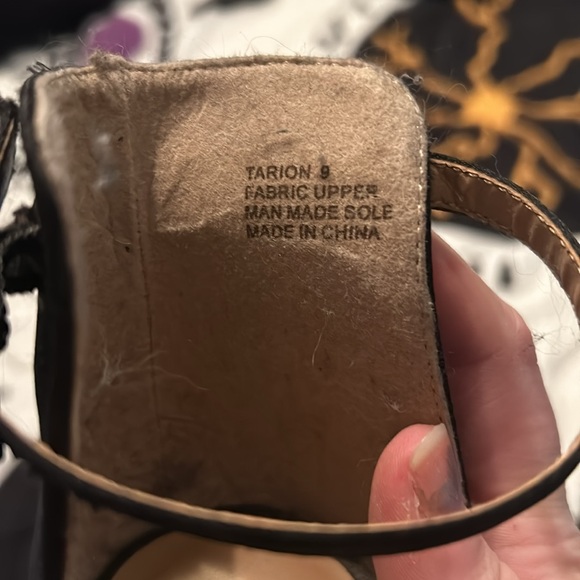 TARION 9
FABRIC UPPER
MAN MADE SOLE
MADE IN CHINA